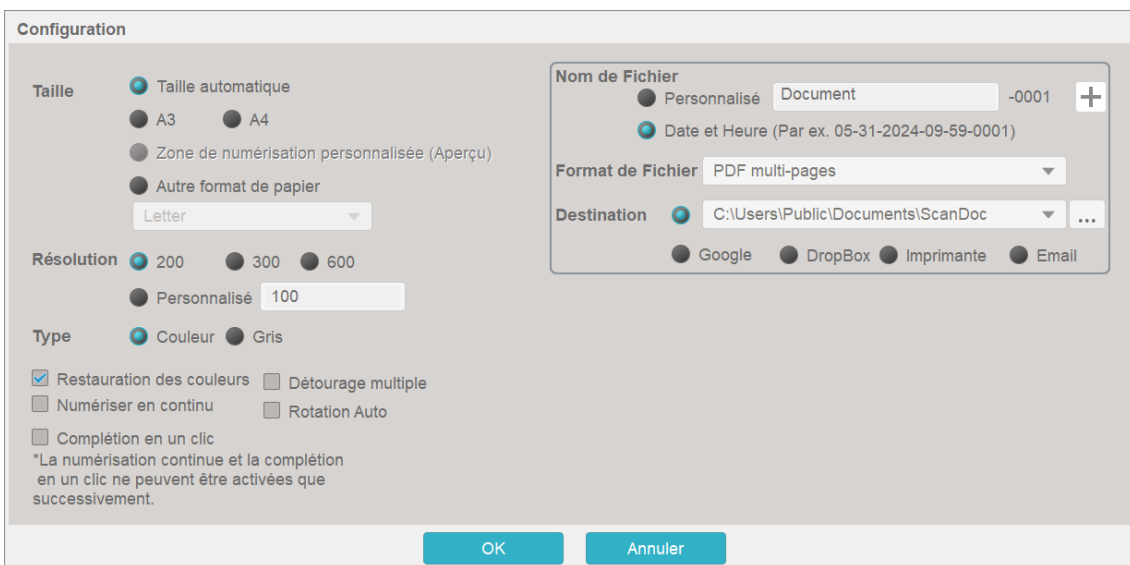 Configuration
Taille
Taille automatique
A3
A4
Zone de numérisation personnalisée (Aperçu)
Autre format de papier
Letter
Résolution
200
300
600
Personnalisé
100
Type
Couleur
Gris
Restauration des couleurs
Détourage multiple
Numériser en continu
Rotation Auto
Complétion en un clic
*La numérisation continue et la complétion
en un clic ne peuvent être activées que
successivement.
Nom de Fichier
Personnalisé
Document
-0001
+
Date et Heure (Par ex. 05-31-2024-09-59-0001)
Format de Fichier
PDF multi-pages
Destination
C:\Users\Public\Documents\ScanDoc
...
Google
DropBox
Imprimante
Email
OK
Annuler